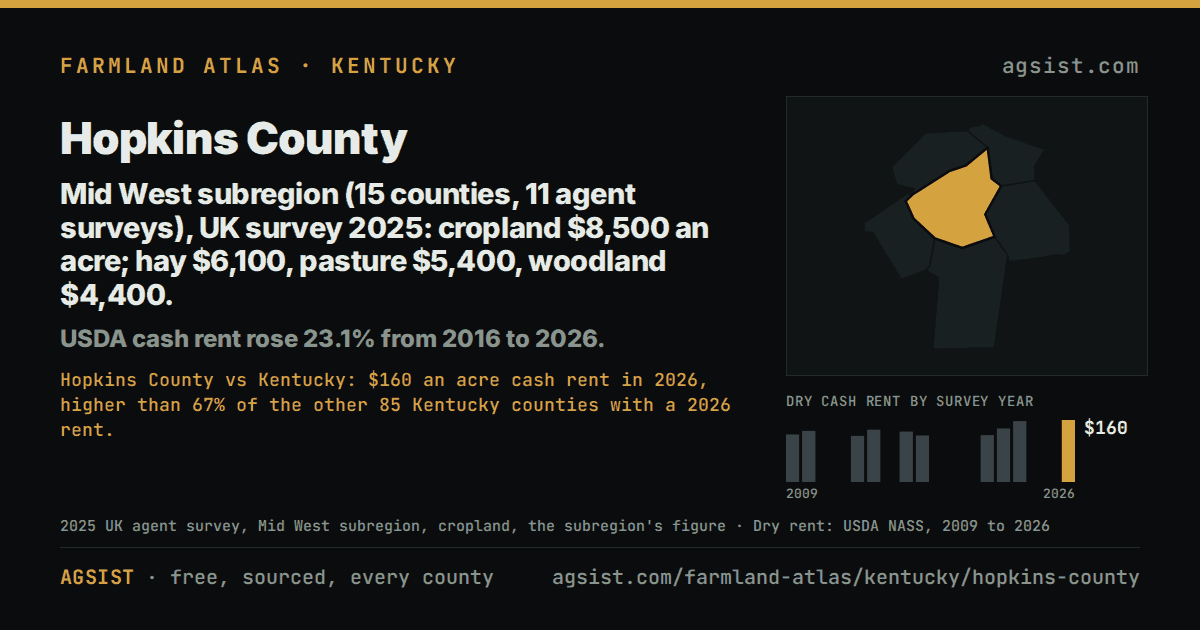 FARMLAND ATLAS · KENTUCKY
agsist.com
Hopkins County
Mid West subregion (15 counties, 11 agent
surveys), UK survey 2025: cropland $8,500 an
acre; hay $6,100, pasture $5,400, woodland
$4,400.
USDA cash rent rose 23.1% from 2016 to 2026.
Hopkins County vs Kentucky: $160 an acre cash rent in 2026,
higher than 67% of the other 85 Kentucky counties with a 2026
rent.
DRY CASH RENT BY SURVEY YEAR
$160
2009
2026
2025 UK agent survey, Mid West subregion, cropland, the subregion's figure · Dry rent: USDA NASS, 2009 to 2026
AGSIST · free, sourced, every county
agsist.com/farmland-atlas/kentucky/hopkins-county